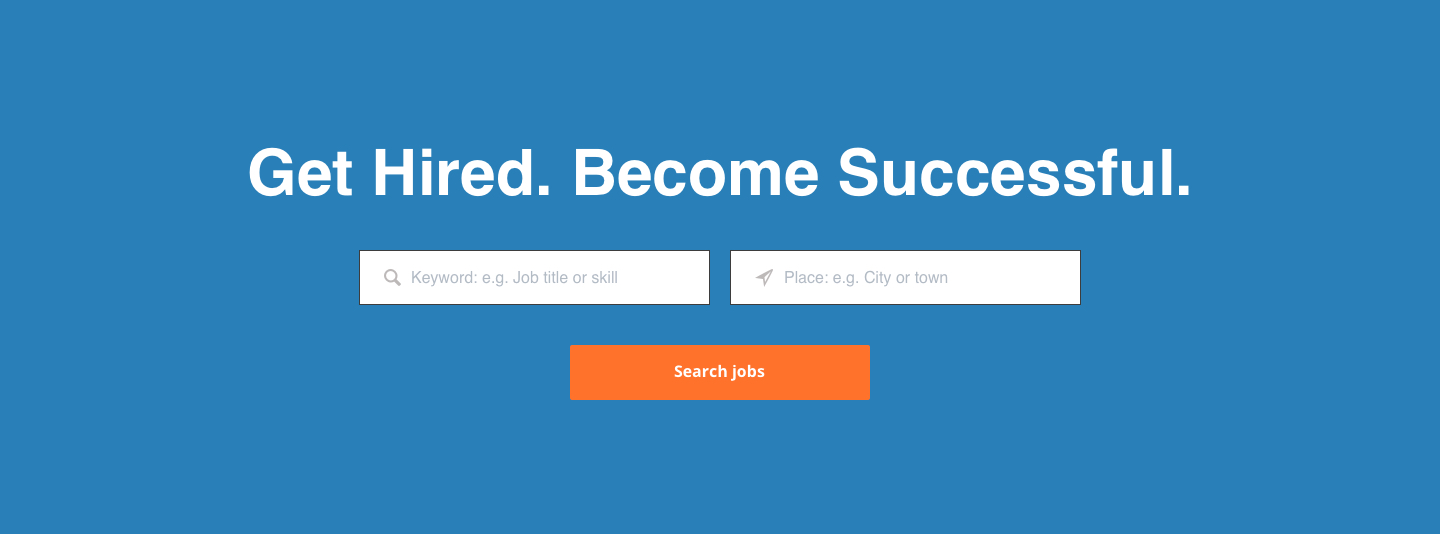 Get Hired. Become Successful.
Keyword: e.g. Job title or skill
Place: e.g. City or town
Search jobs